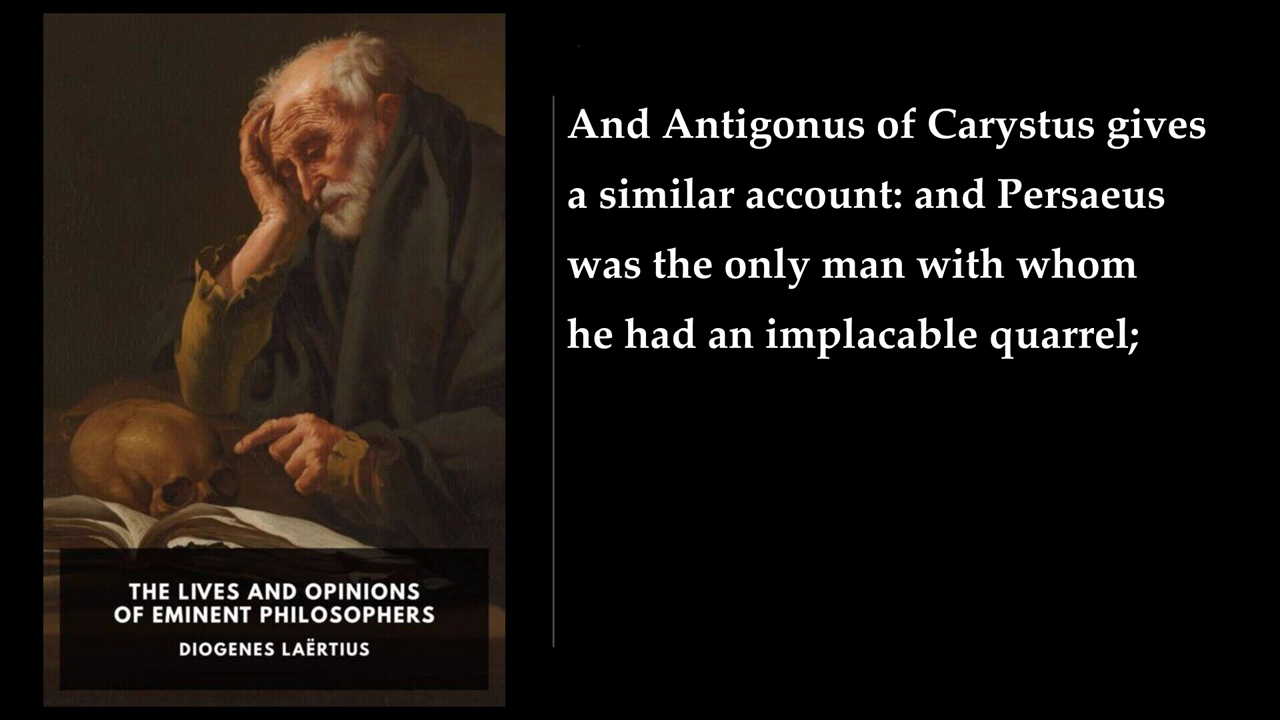 And Antigonus of Carystus gives
a similar account: and Persaeus
was the only man with whom
he had an implacable quarrel;
THE LIVES AND OPINIONS
OF EMINENT PHILOSOPHERS
DIOGENES LAËRTIUS